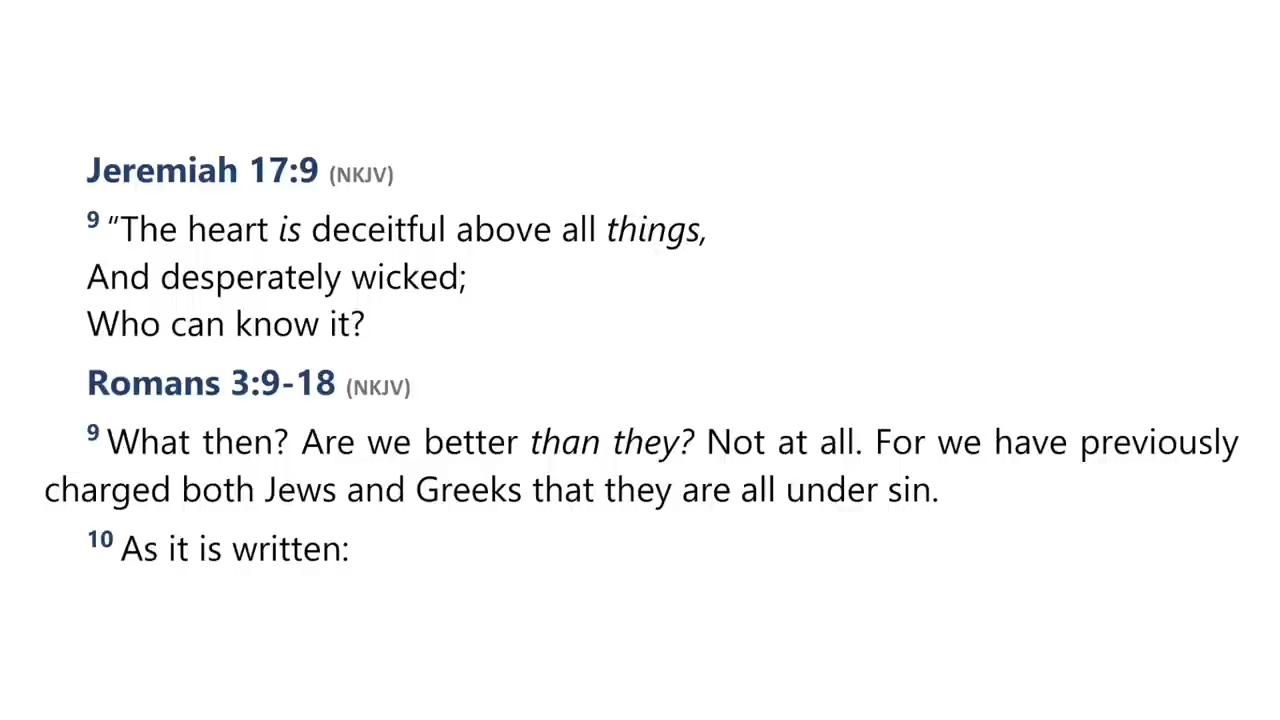 Jeremiah 17:9 (NKJV)
9 "The heart is deceitful above all things,
And desperately wicked;
Who can know it?
Romans 3:9-18 (NKJV)
9 What then? Are we better than they? Not at all. For we have previously
charged both Jews and Greeks that they are all under sin.
10 As it is written: